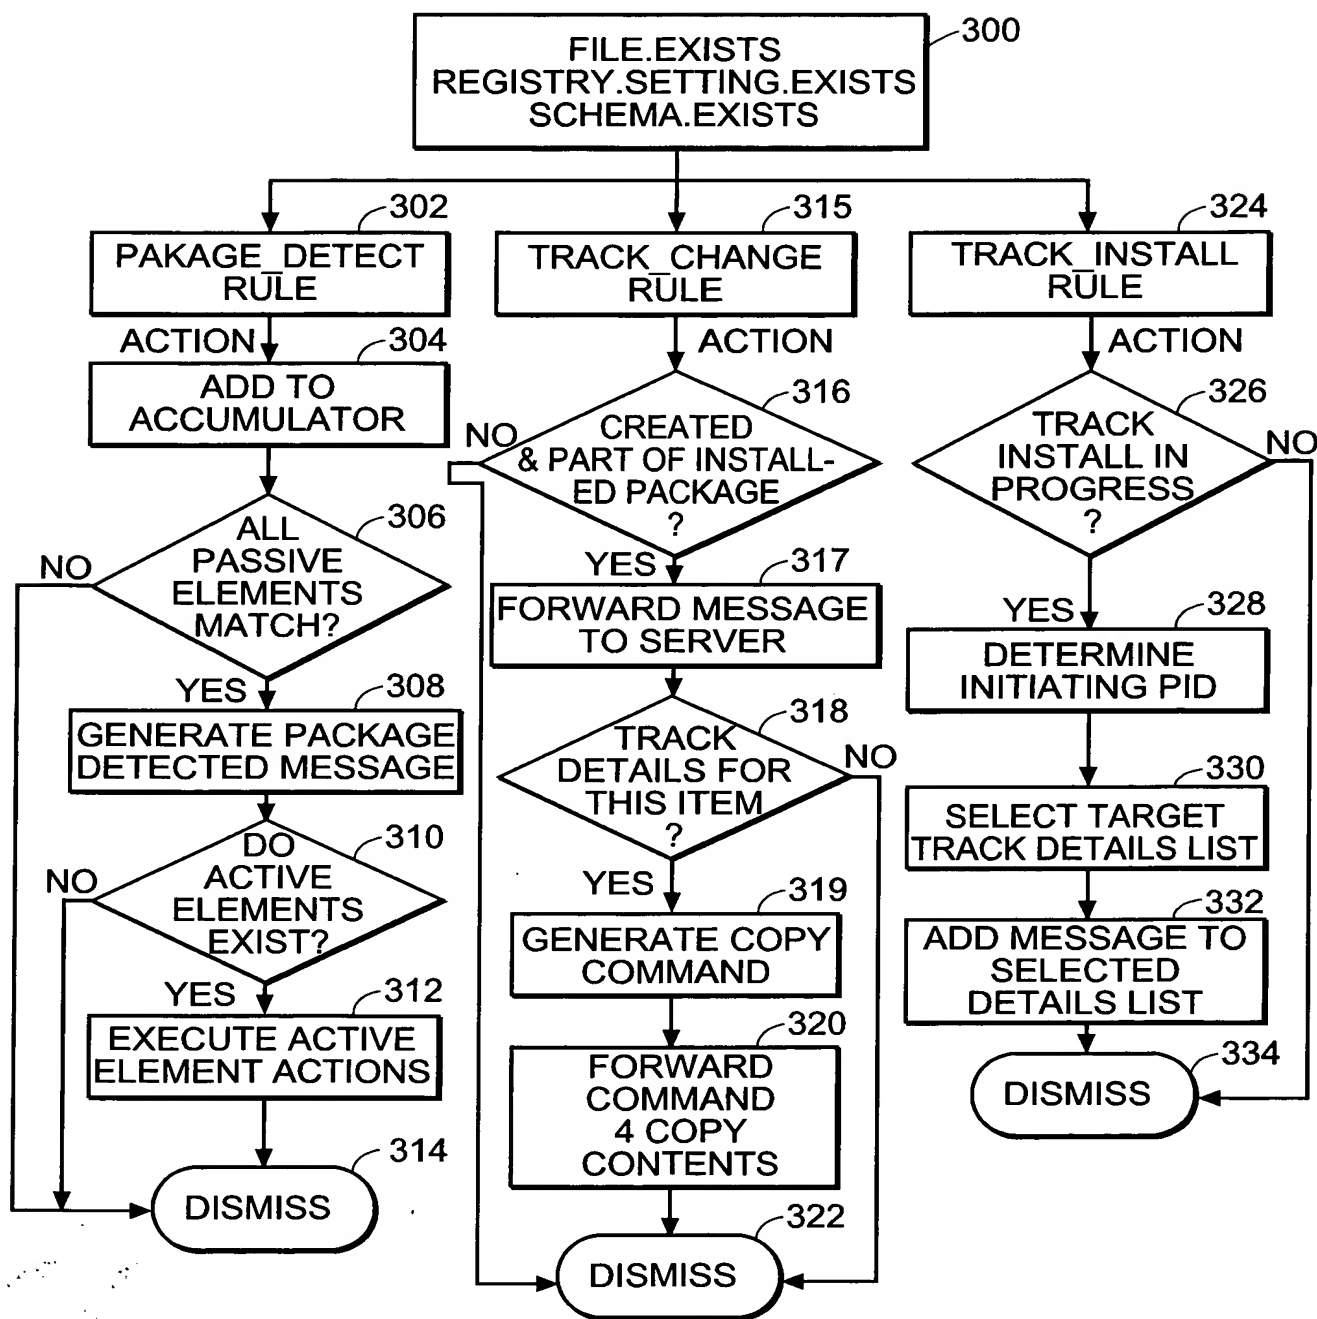 300
FILE.EXISTS
REGISTRY.SETTING.EXISTS
SCHEMA.EXISTS
302
PAKAGE_DETECT
RULE
ACTION
304
ADD TO
ACCUMULATOR
306
ALL
PASSIVE
ELEMENTS
MATCH?
NO
YES
308
GENERATE PACKAGE
DETECTED MESSAGE
310
DO
ACTIVE
ELEMENTS
EXIST?
NO
YES
312
EXECUTE ACTIVE
ELEMENT ACTIONS
314
DISMISS
315
TRACK_CHANGE
RULE
ACTION
316
CREATED
& PART OF INSTALL-
ED PACKAGE
?
NO
YES
317
FORWARD MESSAGE
TO SERVER
318
TRACK
DETAILS FOR
THIS ITEM
?
NO
YES
319
GENERATE COPY
COMMAND
320
FORWARD
COMMAND
4 COPY
CONTENTS
322
DISMISS
324
TRACK_INSTALL
RULE
ACTION
326
TRACK
INSTALL IN
PROGRESS
?
NO
YES
328
DETERMINE
INITIATING PID
330
SELECT TARGET
TRACK DETAILS LIST
332
ADD MESSAGE TO
SELECTED
DETAILS LIST
334
DISMISS